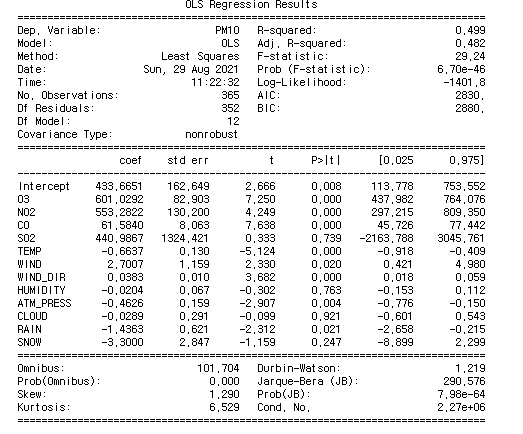 OLS Regression Results
==============================================================================
Dep. Variable: PM10 R-squared: 0.499
Model: OLS Adj. R-squared: 0.482
Method: Least Squares F-statistic: 29.24
Date: Sun, 29 Aug 2021 Prob (F-statistic): 6.70e-46
Time: 11:22:32 Log-Likelihood: -1401.8
No. Observations: 365 AIC: 2830.
Df Residuals: 352 BIC: 2880.
Df Model: 12
Covariance Type: nonrobust
==============================================================================
coef std err t P>|t| [0.025 0.975]
------------------------------------------------------------------------------
Intercept 433.6651 162.649 2.666 0.008 113.778 753.552
O3 601.0292 82.903 7.250 0.000 437.982 764.076
NO2 553.2822 130.200 4.249 0.000 297.215 809.350
CO 61.5840 8.063 7.638 0.000 45.726 77.442
SO2 440.9867 1324.421 0.333 0.739 -2163.788 3045.761
TEMP -0.6637 0.130 -5.124 0.000 -0.918 -0.409
WIND 2.7007 1.159 2.330 0.020 0.421 4.980
WIND_DIR 0.0383 0.010 3.682 0.000 0.018 0.059
HUMIDITY -0.0204 0.067 -0.302 0.763 -0.153 0.112
ATM_PRESS -0.4626 0.159 -2.907 0.004 -0.776 -0.150
CLOUD -0.0289 0.291 -0.099 0.921 -0.601 0.543
RAIN -1.4363 0.621 -2.312 0.021 -2.658 -0.215
SNOW -3.3000 2.847 -1.159 0.247 -8.899 2.299
==============================================================================
Omnibus: 101.704 Durbin-Watson: 1.219
Prob(Omnibus): 0.000 Jarque-Bera (JB): 290.576
Skew: 1.290 Prob(JB): 7.98e-64
Kurtosis: 6.529 Cond. No. 2.27e+06
==============================================================================